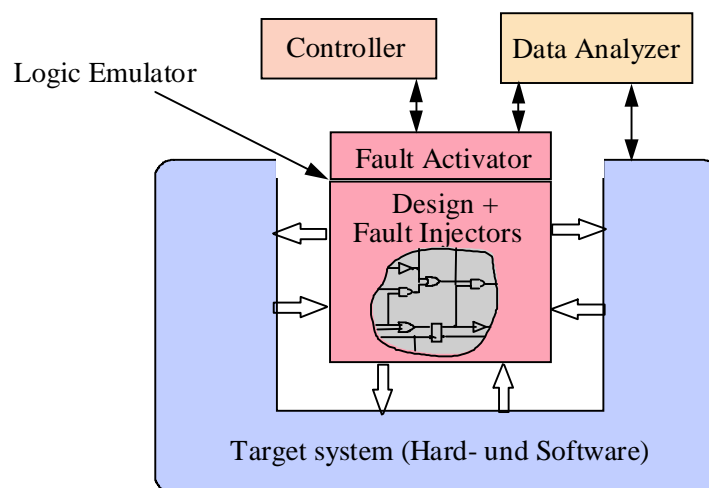 Controller
Data Analyzer
Logic Emulator
Fault Activator
Design +
Fault Injectors
Target system (Hard- und Software)